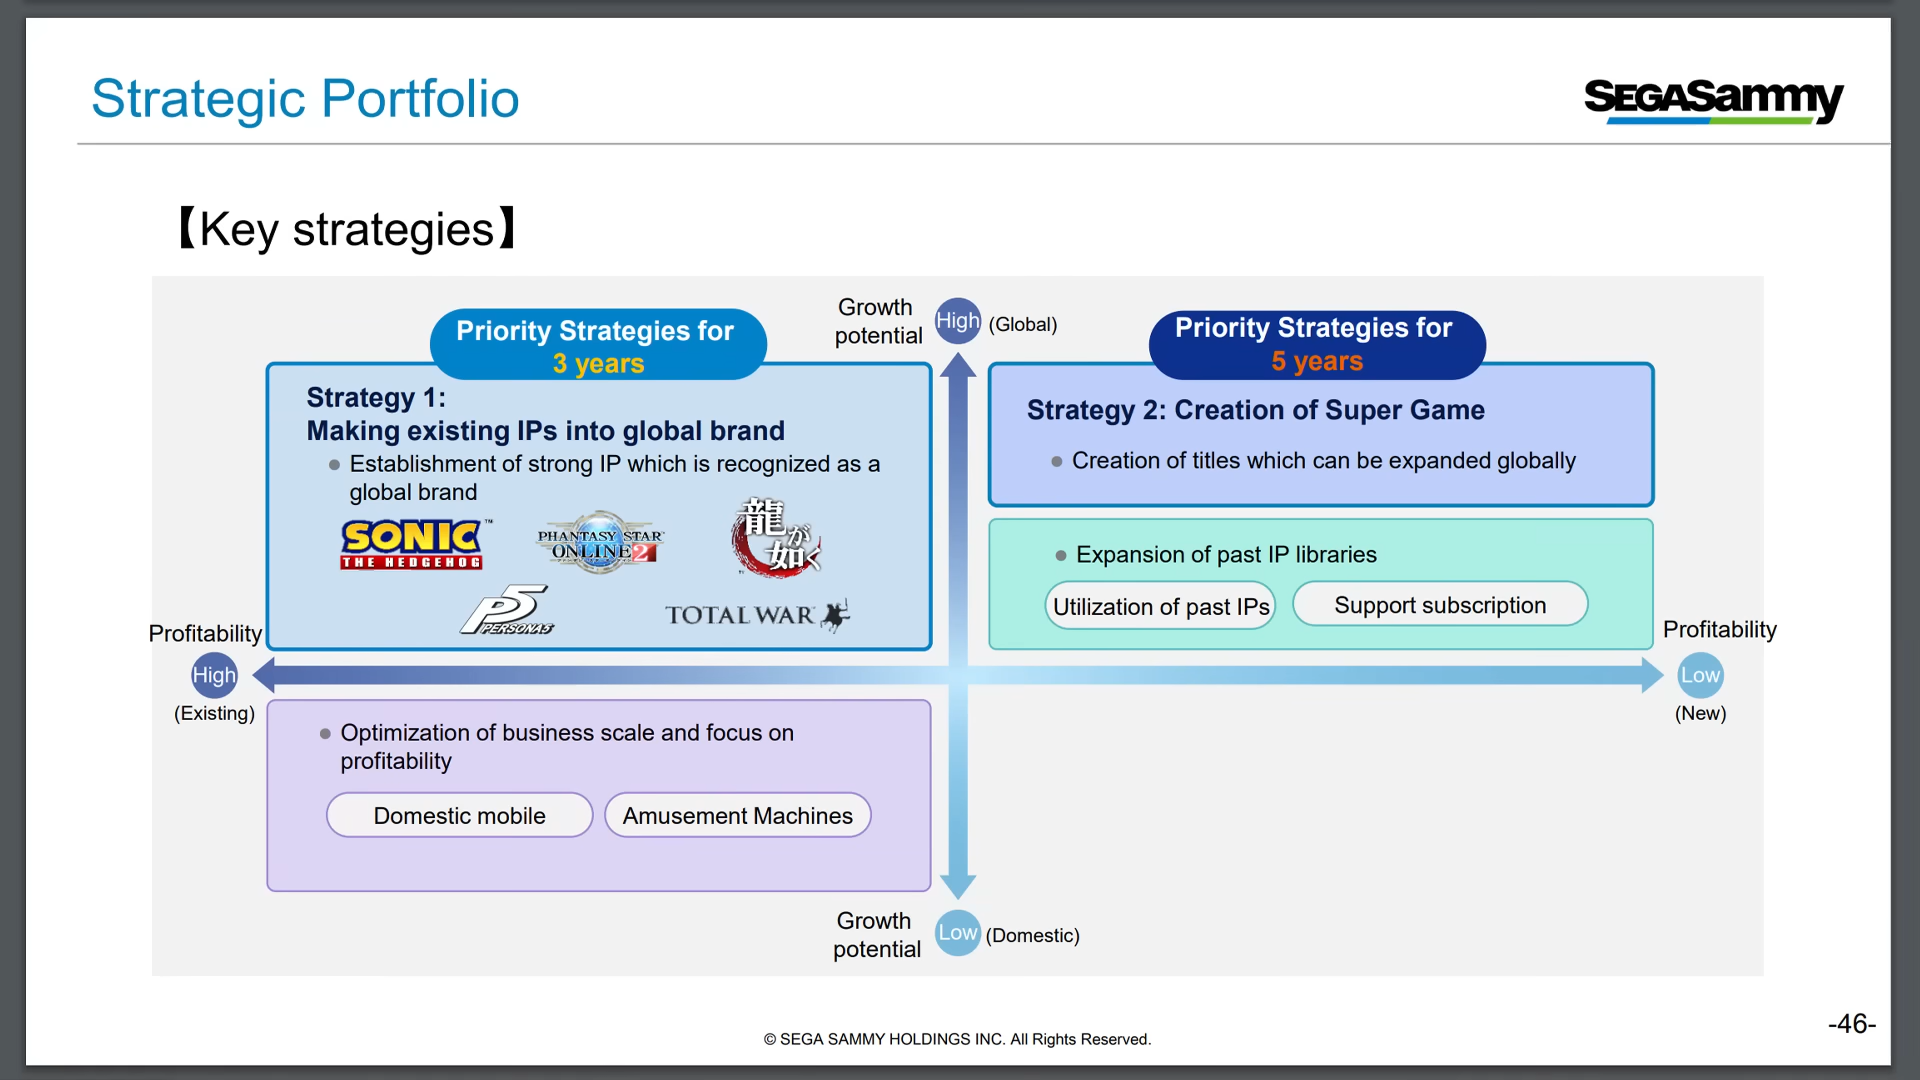 Strategic Portfolio
SEGASammy
【Key strategies】
Growth
potential
High
(Global)
Priority Strategies for
3 years
Strategy 1:
Making existing IPs into global brand
● Establishment of strong IP which is recognized as a
global brand
SONIC™
THE HEDGEHOG
PHANTASY STAR
ONLINE 2
龍が如く
P5
PERSONA5
TOTAL WAR
Priority Strategies for
5 years
Strategy 2: Creation of Super Game
● Creation of titles which can be expanded globally
● Expansion of past IP libraries
Utilization of past IPs
Support subscription
Profitability
High
(Existing)
Profitability
Low
(New)
● Optimization of business scale and focus on
profitability
Domestic mobile
Amusement Machines
Growth
potential
Low
(Domestic)
© SEGA SAMMY HOLDINGS INC. All Rights Reserved.
-46-